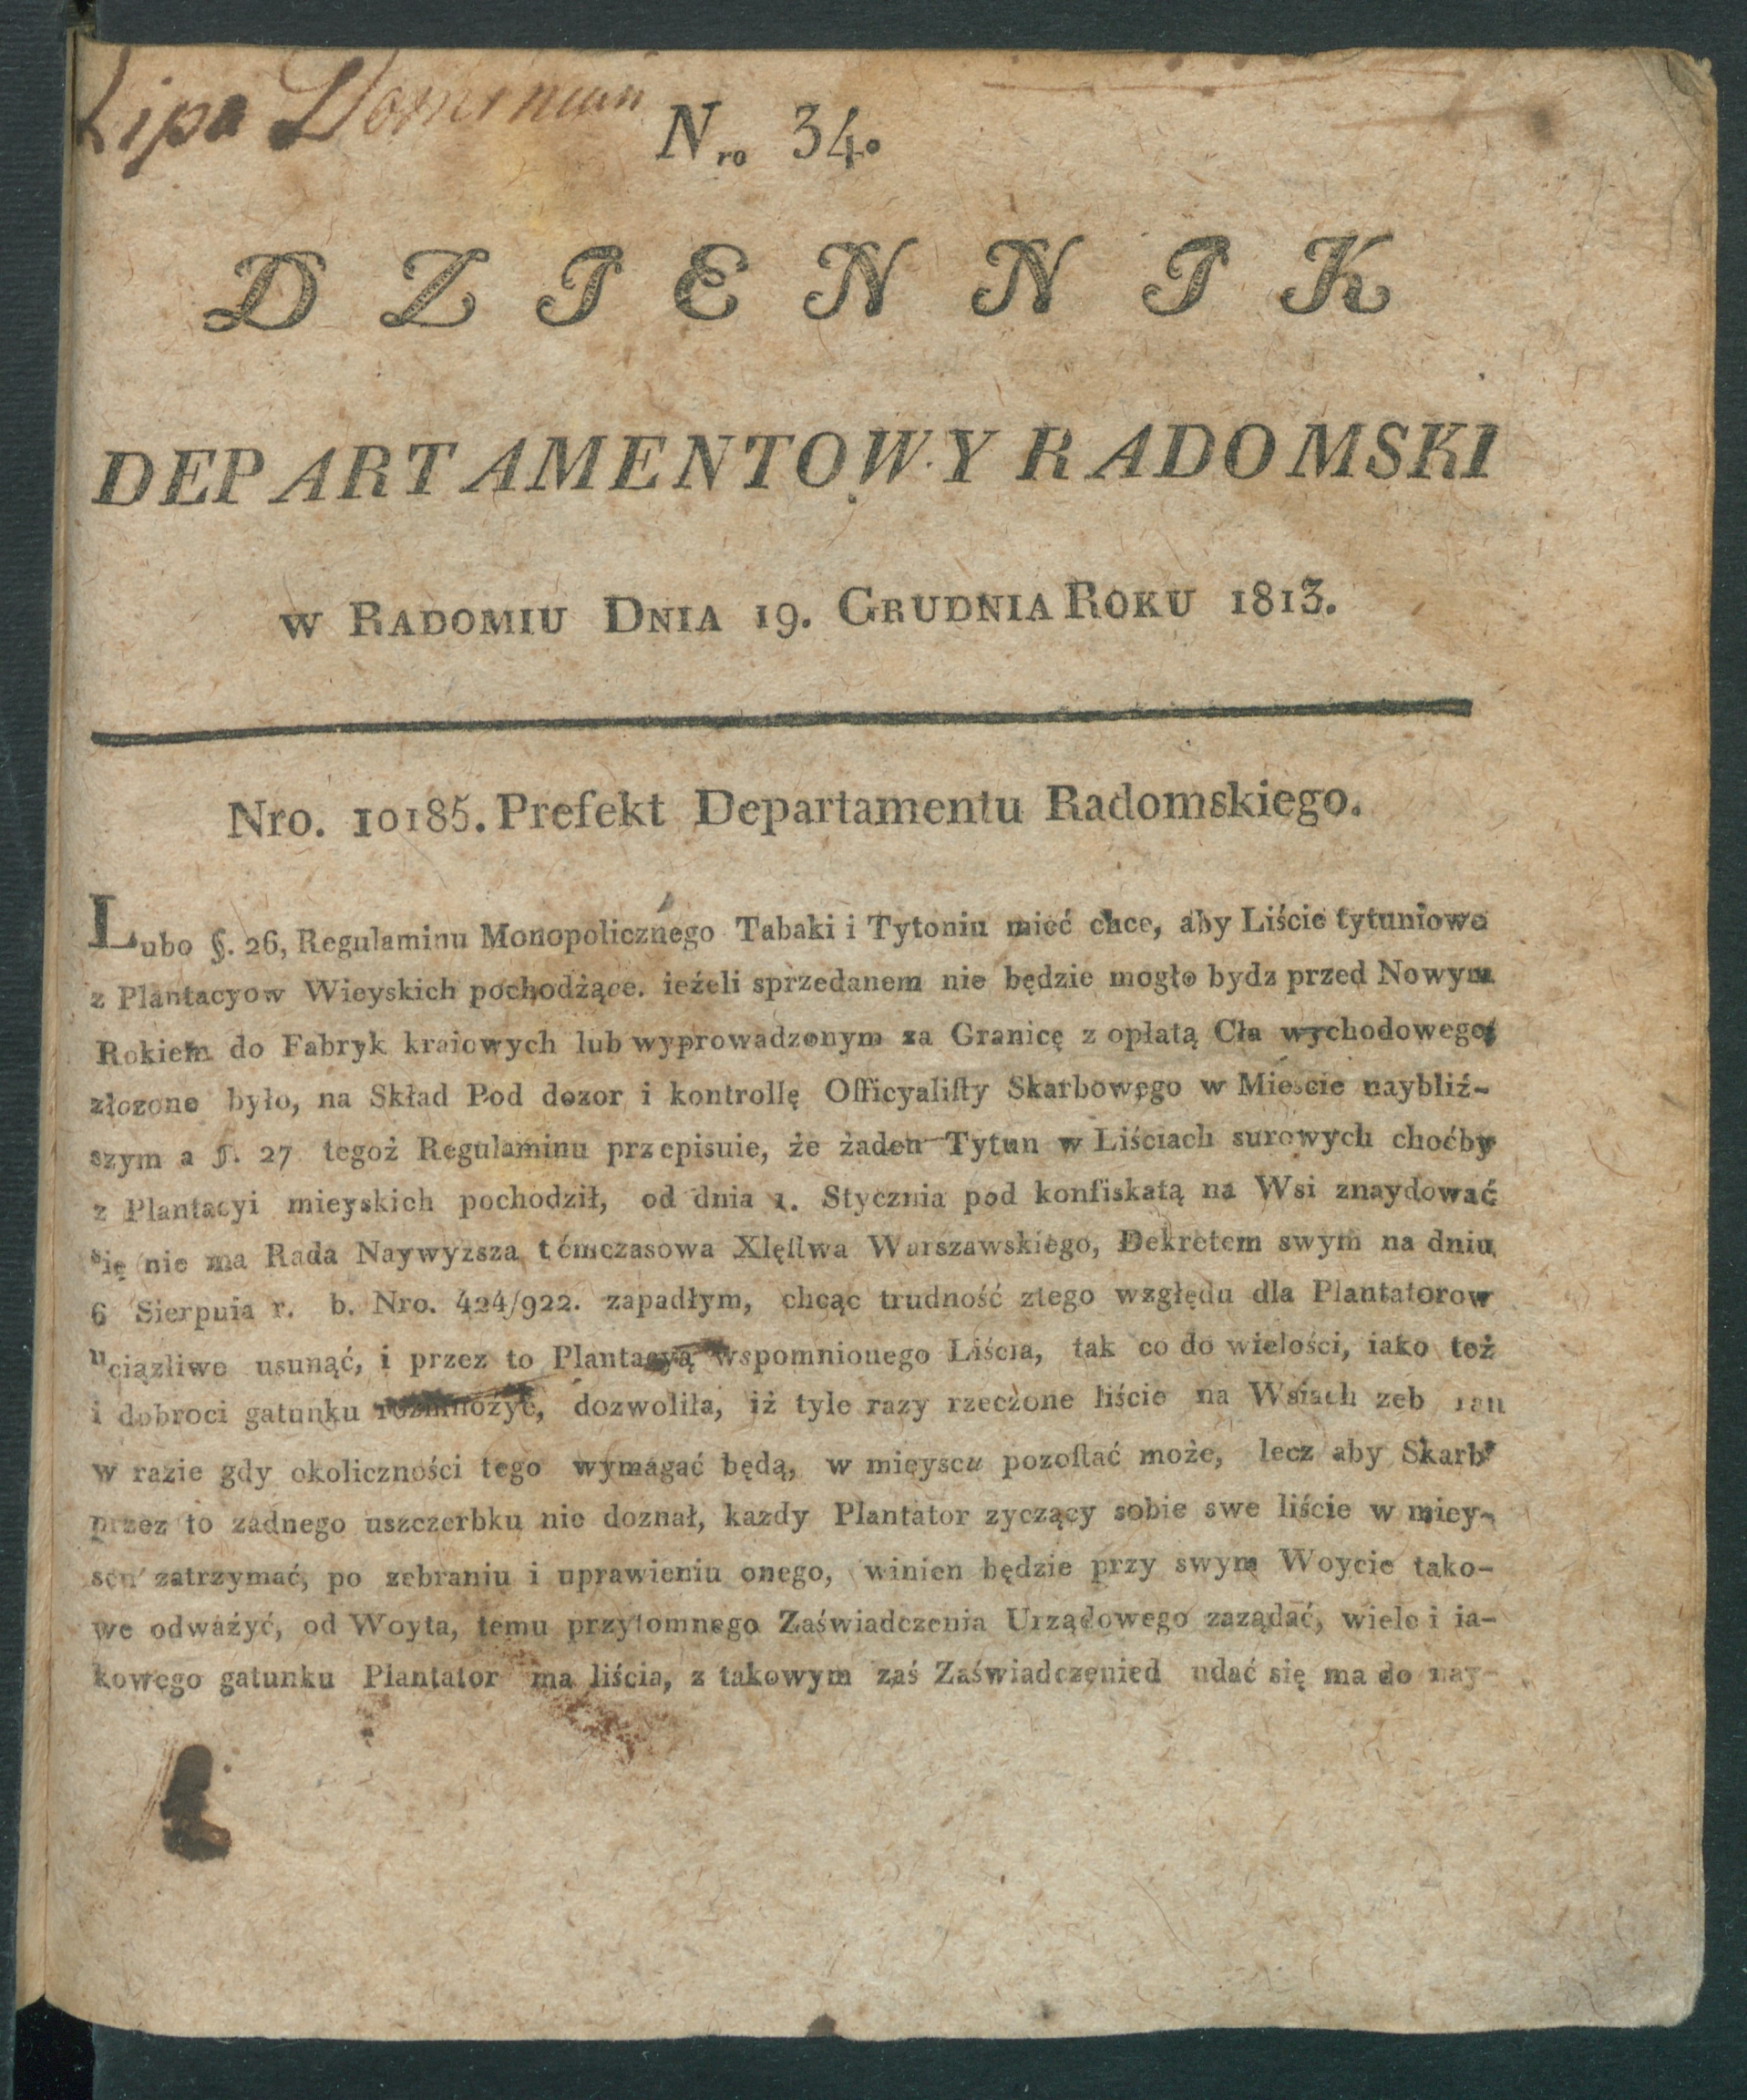 Lipa Dominium
Nro 34.
DZIENNIK
DEPARTAMENTOWY RADOMSKI
w Radomiu Dnia 19. Grudnia Roku 1813.
Nro. 10185. Prefekt Departamentu Radomskiego.
Lubo §. 26, Regulaminu Monopolicznego Tabaki i Tytoniu mieć chce, aby Liście tytuniowe
z Plantacyow Wieyskich pochodżące. ieżeli sprzedanem nie będzie mogło bydz przed Nowym
Rokiem do Fabryk kraiowych lub wyprowadzonym za Granicę z opłatą Cła wychodowego
złozone było, na Skład Pod dozor i kontrollę Officyalisty Skarbowego w Mieście naybliź-
szym a §. 27 tegoż Regulaminu przepisuie, że żaden Tytun w Liściach surowych choćby
z Plantacyi mieyskich pochodził, od dnia 1. Stycznia pod konfiskatą na Wsi znaydować
się nie ma Rada Naywyzsza témczasowa Xięstwa Warszawskiego, Dekretem swym na dniu
6 Sierpnia r. b. Nro. 424/922. zapadłym, chcąc trudność ztego względu dla Plantatorow
uciązliwe usunąć, i przez to Plantacyą wspomnionego Liścia, tak co do wielości, iako też
i dobroci gatunku rozmnożyć, dozwoliła, iż tyle razy rzeczone liście na Wsiach zeb ran
w razie gdy okoliczności tego wymagać będą, w mieyscu pozostać może, lecz aby Skarb
przez to zadnego uszczerbku nie doznał, kazdy Plantator zyczący sobie swe liście w miey-
scu zatrzymać, po zebraniu i uprawieniu onego, winien będzie przy swym Woycie tako-
we odważyć, od Woyta, temu przytomnego Zaświadczenia Urządowego zaządać, wiele i ia-
kowego gatunku Plantator ma liścia, z takowym zaś Zaświadczenied udać się ma do nay-